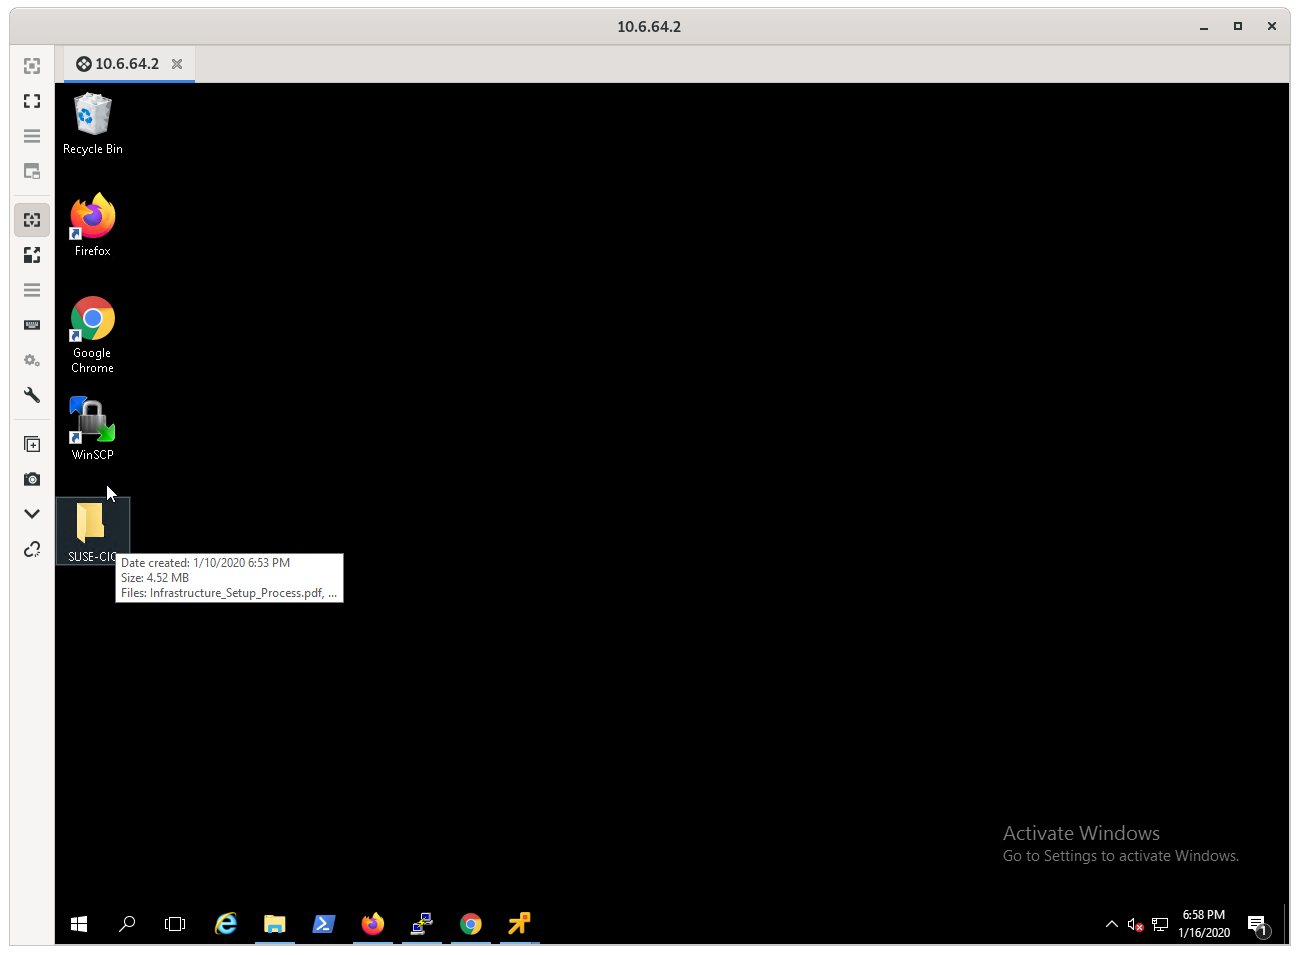 10.6.64.2
10.6.64.2
Recycle Bin
Firefox
Google
Chrome
WinSCP
Date created: 1/10/2020 6:53 PM
Size: 4.52 MB
Files: Infrastructure_Setup_Process.pdf, ...
Activate Windows
Go to Settings to activate Windows.
6:58 PM
1/16/2020
1